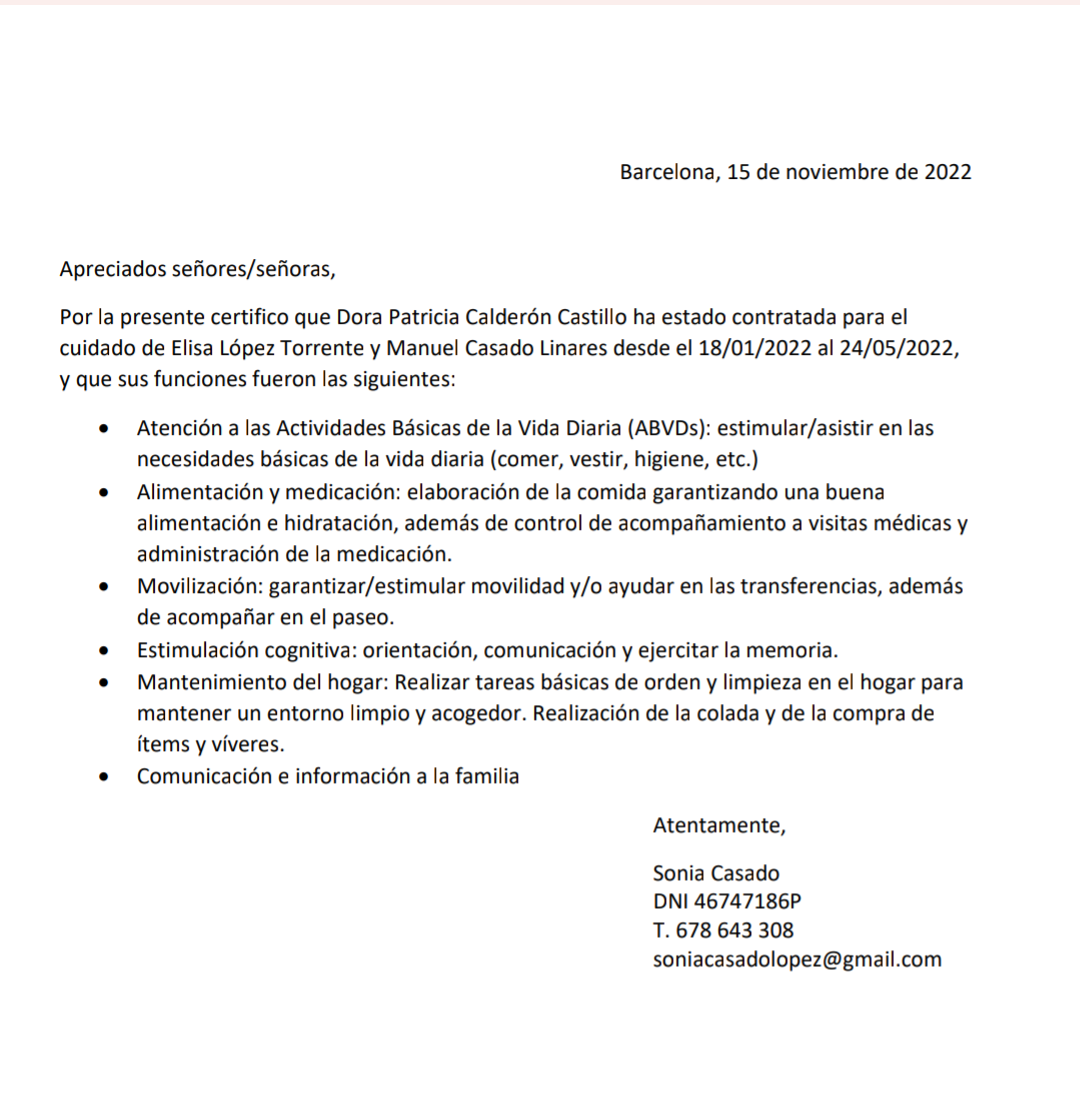 Barcelona, 15 de noviembre de 2022
Apreciados señores/señoras,
Por la presente certifico que Dora Patricia Calderón Castillo ha estado contratada para el
cuidado de Elisa López Torrente y Manuel Casado Linares desde el 18/01/2022 al 24/05/2022,
y que sus funciones fueron las siguientes:
• Atención a las Actividades Básicas de la Vida Diaria (ABVDs): estimular/asistir en las
necesidades básicas de la vida diaria (comer, vestir, higiene, etc.)
• Alimentación y medicación: elaboración de la comida garantizando una buena
alimentación e hidratación, además de control de acompañamiento a visitas médicas y
administración de la medicación.
• Movilización: garantizar/estimular movilidad y/o ayudar en las transferencias, además
de acompañar en el paseo.
• Estimulación cognitiva: orientación, comunicación y ejercitar la memoria.
• Mantenimiento del hogar: Realizar tareas básicas de orden y limpieza en el hogar para
mantener un entorno limpio y acogedor. Realización de la colada y de la compra de
ítems y víveres.
• Comunicación e información a la familia
Atentamente,
Sonia Casado
DNI 46747186P
T. 678 643 308
soniacasadolopez@gmail.com